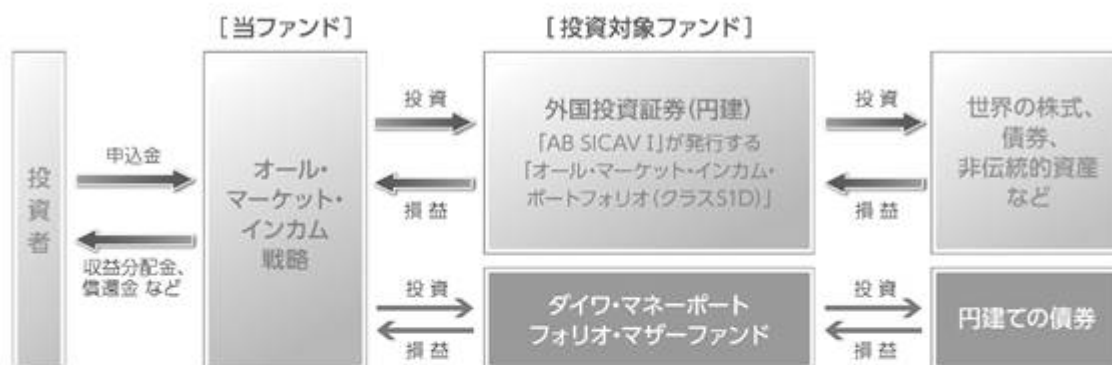 [当ファンド]
[投資対象ファンド]
投資者
申込金
収益分配金、
償還金 など
オール・
マーケット・
インカム
戦略
投資
損益
外国投資証券(円建)
「AB SICAV I」が発行する
「オール・マーケット・インカム・
ポートフォリオ(クラスS1D)」
投資
損益
世界の株式、
債券、
非伝統的資産
など
投資
損益
ダイワ・マネーポート
フォリオ・マザーファンド
投資
損益
円建ての債券